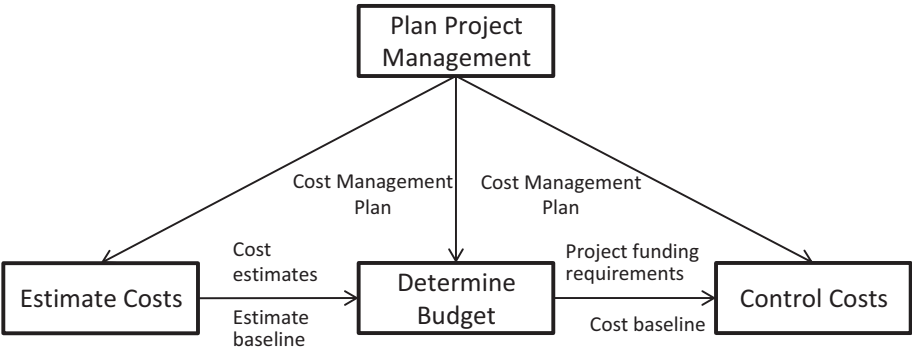 Plan Project
Management
Cost Management
Plan
Cost Management
Plan
Cost
estimates
Project funding
requirements
Estimate Costs
Determine
Budget
Control Costs
Estimate
baseline
Cost baseline